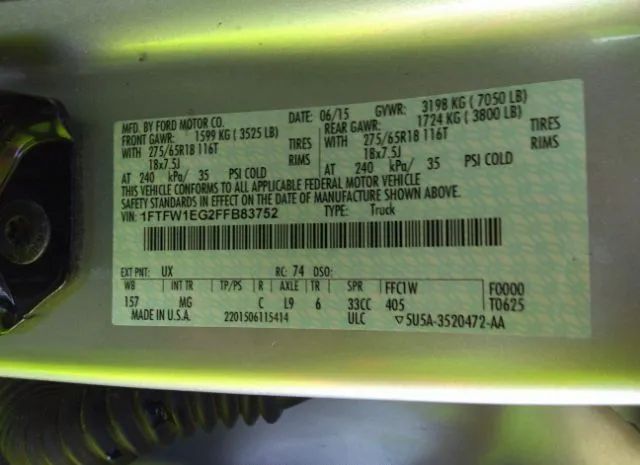 MFD. BY FORD MOTOR CO. DATE: 06/15 GVWR: 3198 KG ( 7050 LB)
FRONT GAWR: 1599 KG ( 3525 LB) REAR GAWR: 1724 KG ( 3800 LB)
WITH 275/65R18 116T TIRES WITH 275/65R18 116T TIRES
18x7.5J RIMS 18x7.5J RIMS
AT 240 kPa/ 35 PSI COLD AT 240 kPa/ 35 PSI COLD
THIS VEHICLE CONFORMS TO ALL APPLICABLE FEDERAL MOTOR VEHICLE
SAFETY STANDARDS IN EFFECT ON THE DATE OF MANUFACTURE SHOWN ABOVE.
VIN: 1FTFW1EG2FFB83752 TYPE: Truck
EXT PNT: UX RC: 74 DSO:
WB INT TR TP/PS R AXLE TR SPR FFC1W F0000
157 MG C L9 6 33CC 405 T0625
MADE IN U.S.A. 2201506115414 ULC ▽5U5A-3520472-AA